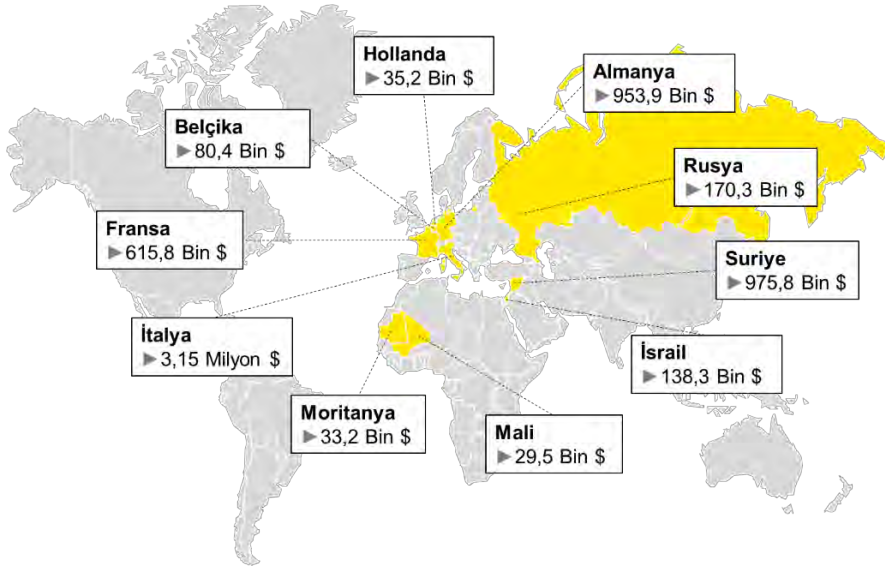 Hollanda
►35,2 Bin $
Almanya
►953,9 Bin $
Belçika
►80,4 Bin $
Rusya
►170,3 Bin $
Fransa
►615,8 Bin $
Suriye
►975,8 Bin $
İtalya
►3,15 Milyon $
İsrail
►138,3 Bin $
Moritanya
►33,2 Bin $
Mali
►29,5 Bin $